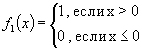 f₁(x) = { 1, если x > 0
0, если x ≤ 0